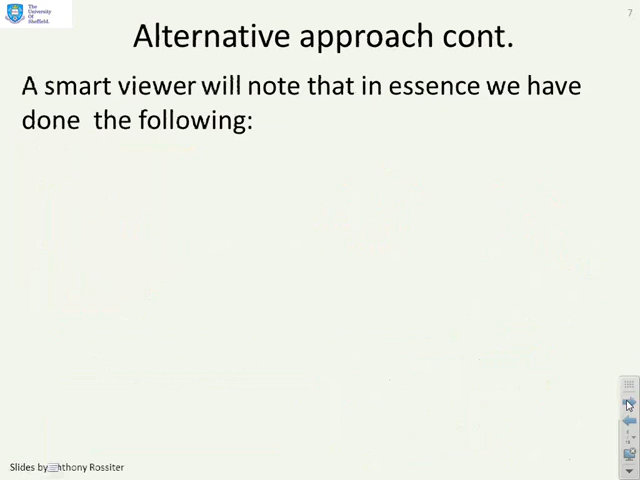 The
University
Of
Sheffield.
7
Alternative approach cont.
A smart viewer will note that in essence we have
done the following:
Slides by Anthony Rossiter